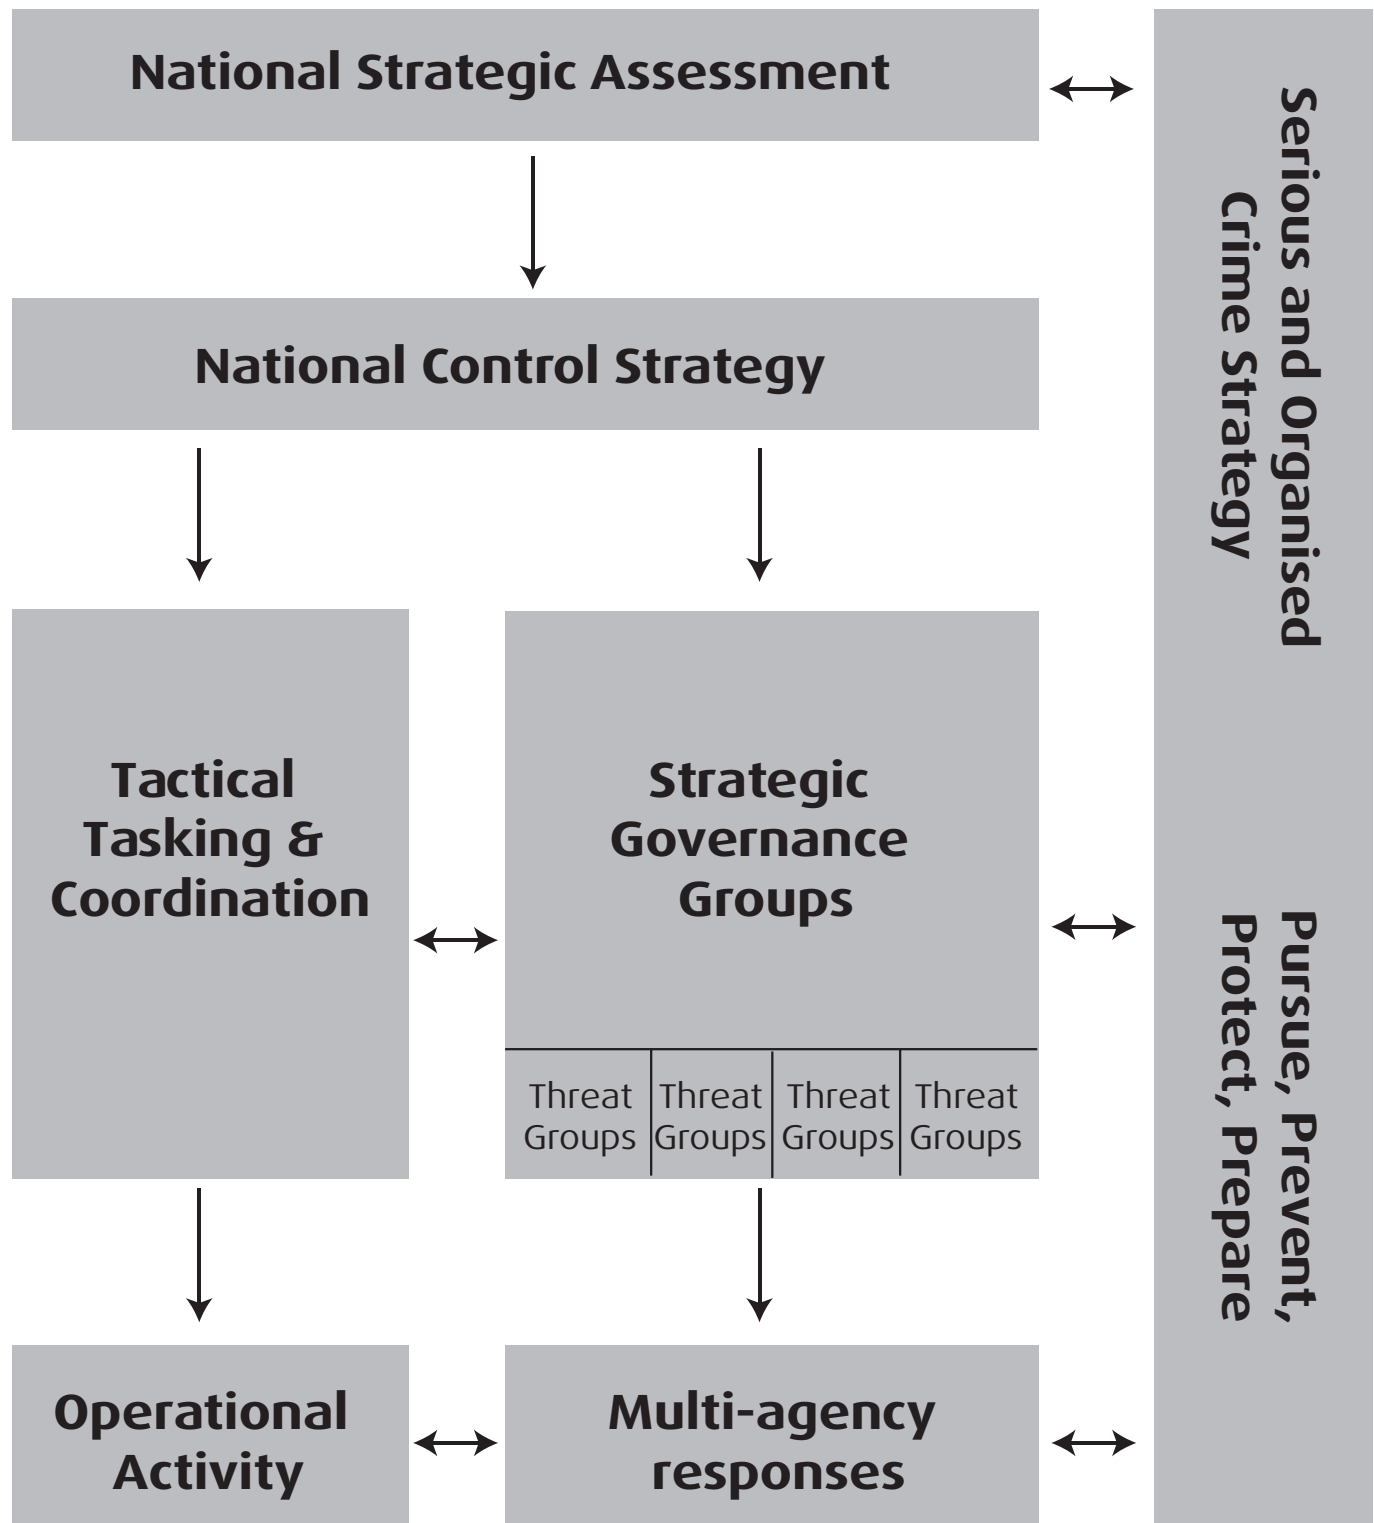 National Strategic Assessment
National Control Strategy
Tactical
Tasking &
Coordination
Strategic
Governance
Groups
Threat
Groups
Threat
Groups
Threat
Groups
Threat
Groups
Operational
Activity
Multi-agency
responses
Serious and Organised
Crime Strategy
Pursue, Prevent,
Protect, Prepare